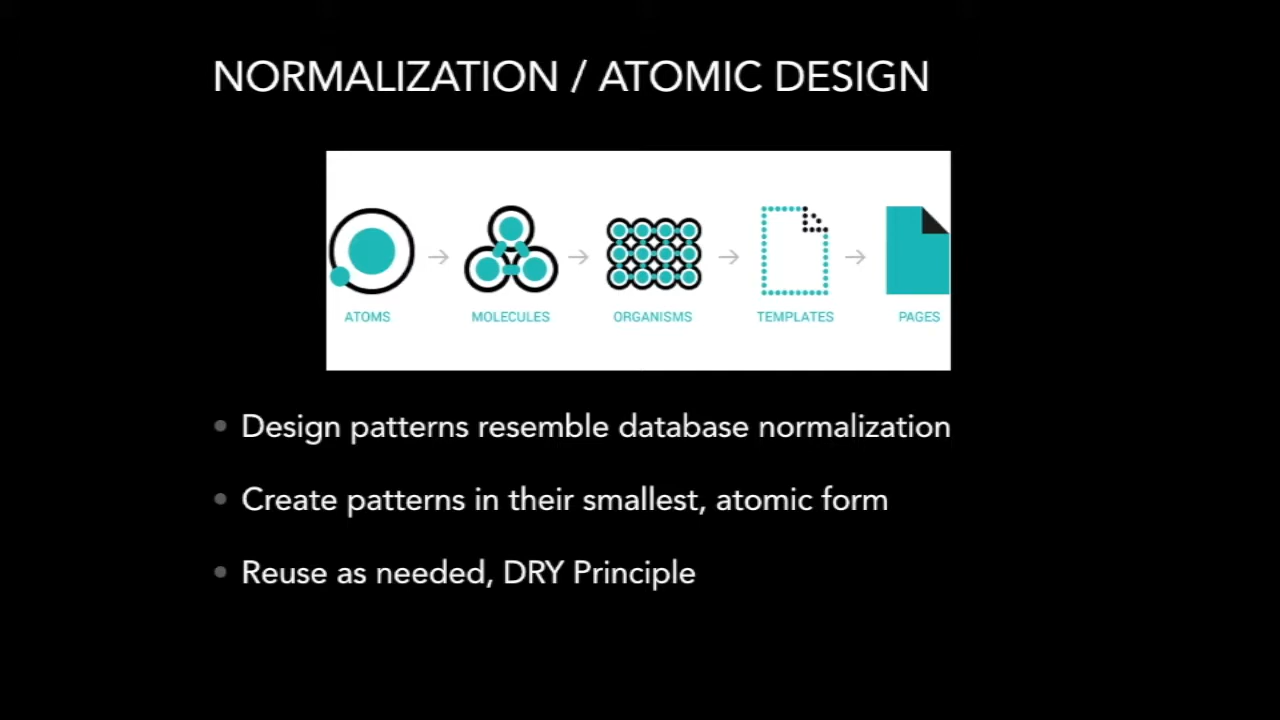 NORMALIZATION / ATOMIC DESIGN
ATOMS
MOLECULES
ORGANISMS
TEMPLATES
PAGES
Design patterns resemble database normalization
Create patterns in their smallest, atomic form
Reuse as needed, DRY Principle